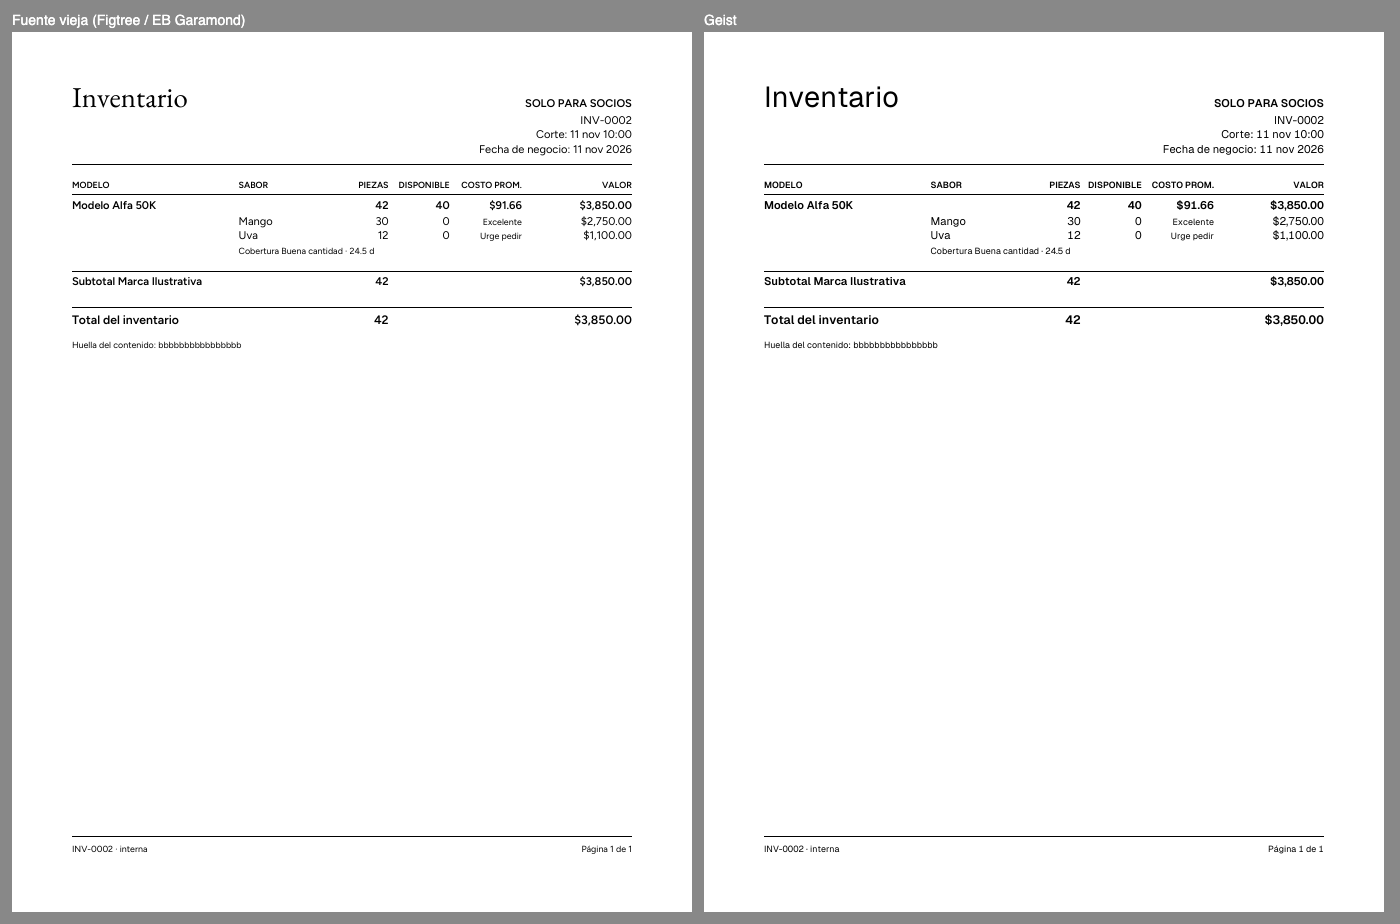 Fuente vieja (Figtree / EB Garamond)
Inventario
SOLO PARA SOCIOS
INV-0002
Corte: 11 nov 10:00
Fecha de negocio: 11 nov 2026
MODELO SABOR PIEZAS DISPONIBLE COSTO PROM. VALOR
Modelo Alfa 50K 42 40 $91.66 $3,850.00
Mango 30 0 Excelente $2,750.00
Uva 12 0 Urge pedir $1,100.00
Cobertura Buena cantidad · 24.5 d
Subtotal Marca Ilustrativa 42 $3,850.00
Total del inventario 42 $3,850.00
Huella del contenido: bbbbbbbbbbbbbbbb
INV-0002 · interna Página 1 de 1
Geist
Inventario
SOLO PARA SOCIOS
INV-0002
Corte: 11 nov 10:00
Fecha de negocio: 11 nov 2026
MODELO SABOR PIEZAS DISPONIBLE COSTO PROM. VALOR
Modelo Alfa 50K 42 40 $91.66 $3,850.00
Mango 30 0 Excelente $2,750.00
Uva 12 0 Urge pedir $1,100.00
Cobertura Buena cantidad · 24.5 d
Subtotal Marca Ilustrativa 42 $3,850.00
Total del inventario 42 $3,850.00
Huella del contenido: bbbbbbbbbbbbbbbb
INV-0002 · interna Página 1 de 1